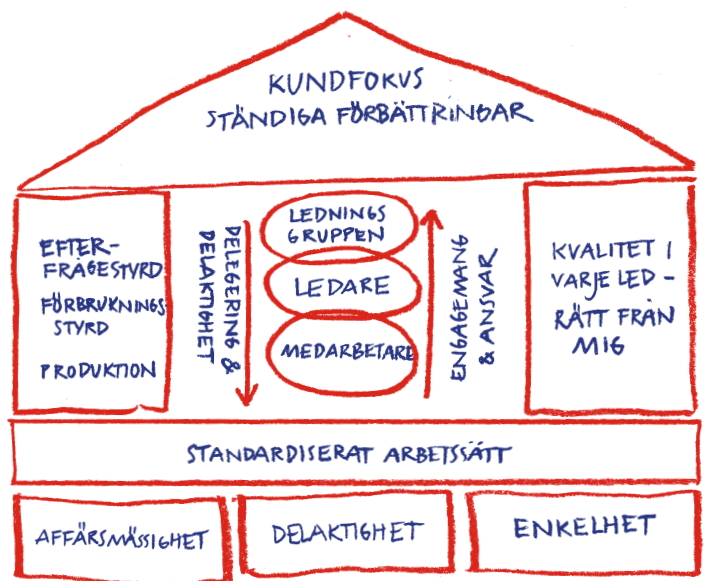 KUNDFOKUS
STÄNDIGA FÖRBÄTTRINGAR
EFTER-
FRÅGESTYRD
FÖRBRUKNINGS
STYRD
PRODUKTION
DELEGERING &
DELAKTIGHET
LEDNINGS
GRUPPEN
LEDARE
MEDARBETARE
ENGAGEMANG
& ANSVAR
KVALITET I
VARJE LED -
RÄTT FRÅN
MIG
STANDARDISERAT ARBETSSÄTT
AFFÄRSMÄSSIGHET
DELAKTIGHET
ENKELHET